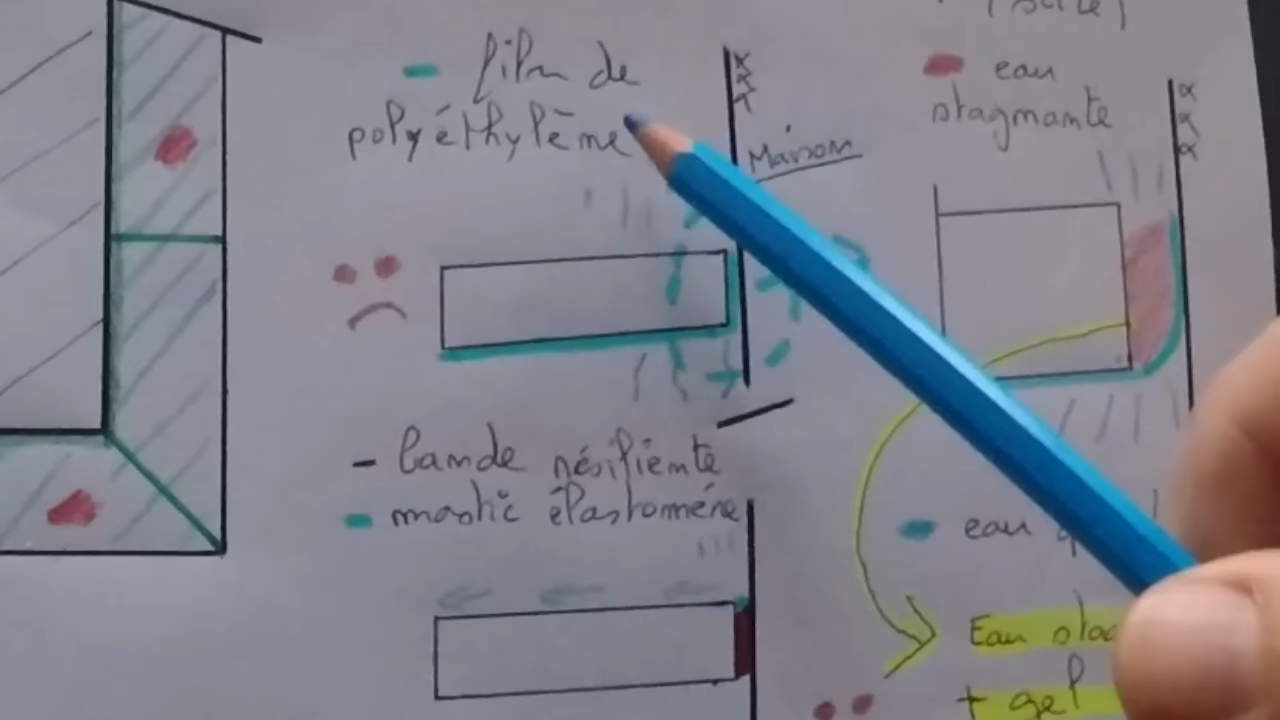 - film de
polyéthylène
Maison
- bande résiliente
- mastic élastomère
- eau
stagnante
- eau
Eau
+ gel